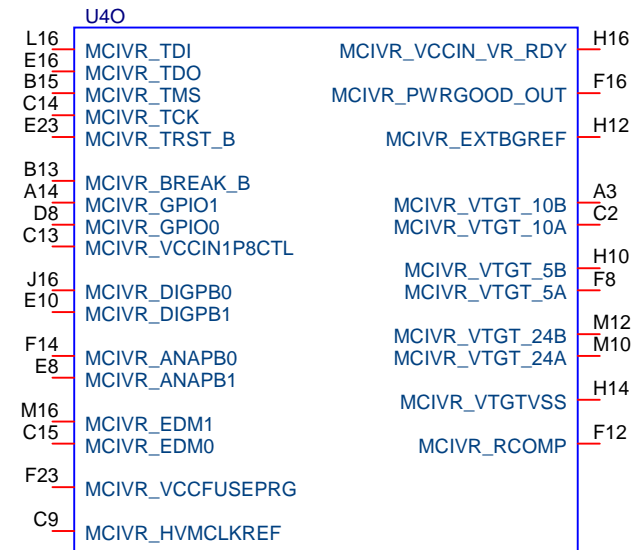 U4O
L16 MCIVR_TDI MCIVR_VCCIN_VR_RDY H16
E16 MCIVR_TDO
B15 MCIVR_TMS MCIVR_PWRGOOD_OUT F16
C14 MCIVR_TCK
E23 MCIVR_TRST_B MCIVR_EXTBGREF H12
B13 MCIVR_BREAK_B
A14 MCIVR_GPIO1 MCIVR_VTGT_10B A3
D8 MCIVR_GPIO0 MCIVR_VTGT_10A C2
C13 MCIVR_VCCIN1P8CTL
MCIVR_VTGT_5B H10
J16 MCIVR_DIGPB0 MCIVR_VTGT_5A F8
E10 MCIVR_DIGPB1
MCIVR_VTGT_24B M12
F14 MCIVR_ANAPB0 MCIVR_VTGT_24A M10
E8 MCIVR_ANAPB1
MCIVR_VTGTVSS H14
M16 MCIVR_EDM1
C15 MCIVR_EDM0 MCIVR_RCOMP F12
F23 MCIVR_VCCFUSEPRG
C9 MCIVR_HVMCLKREF